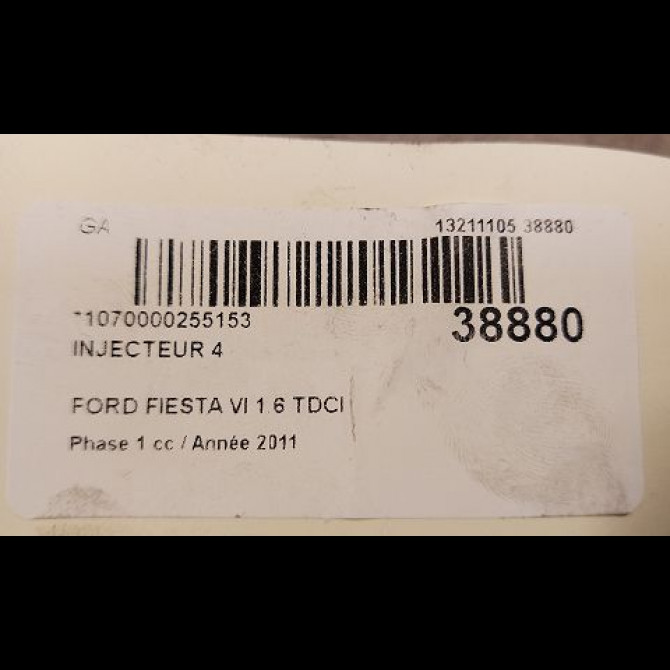 GA 13211105 38880
*1070000255153 38880
INJECTEUR 4
FORD FIESTA VI 1.6 TDCI
Phase 1 cc / Année 2011